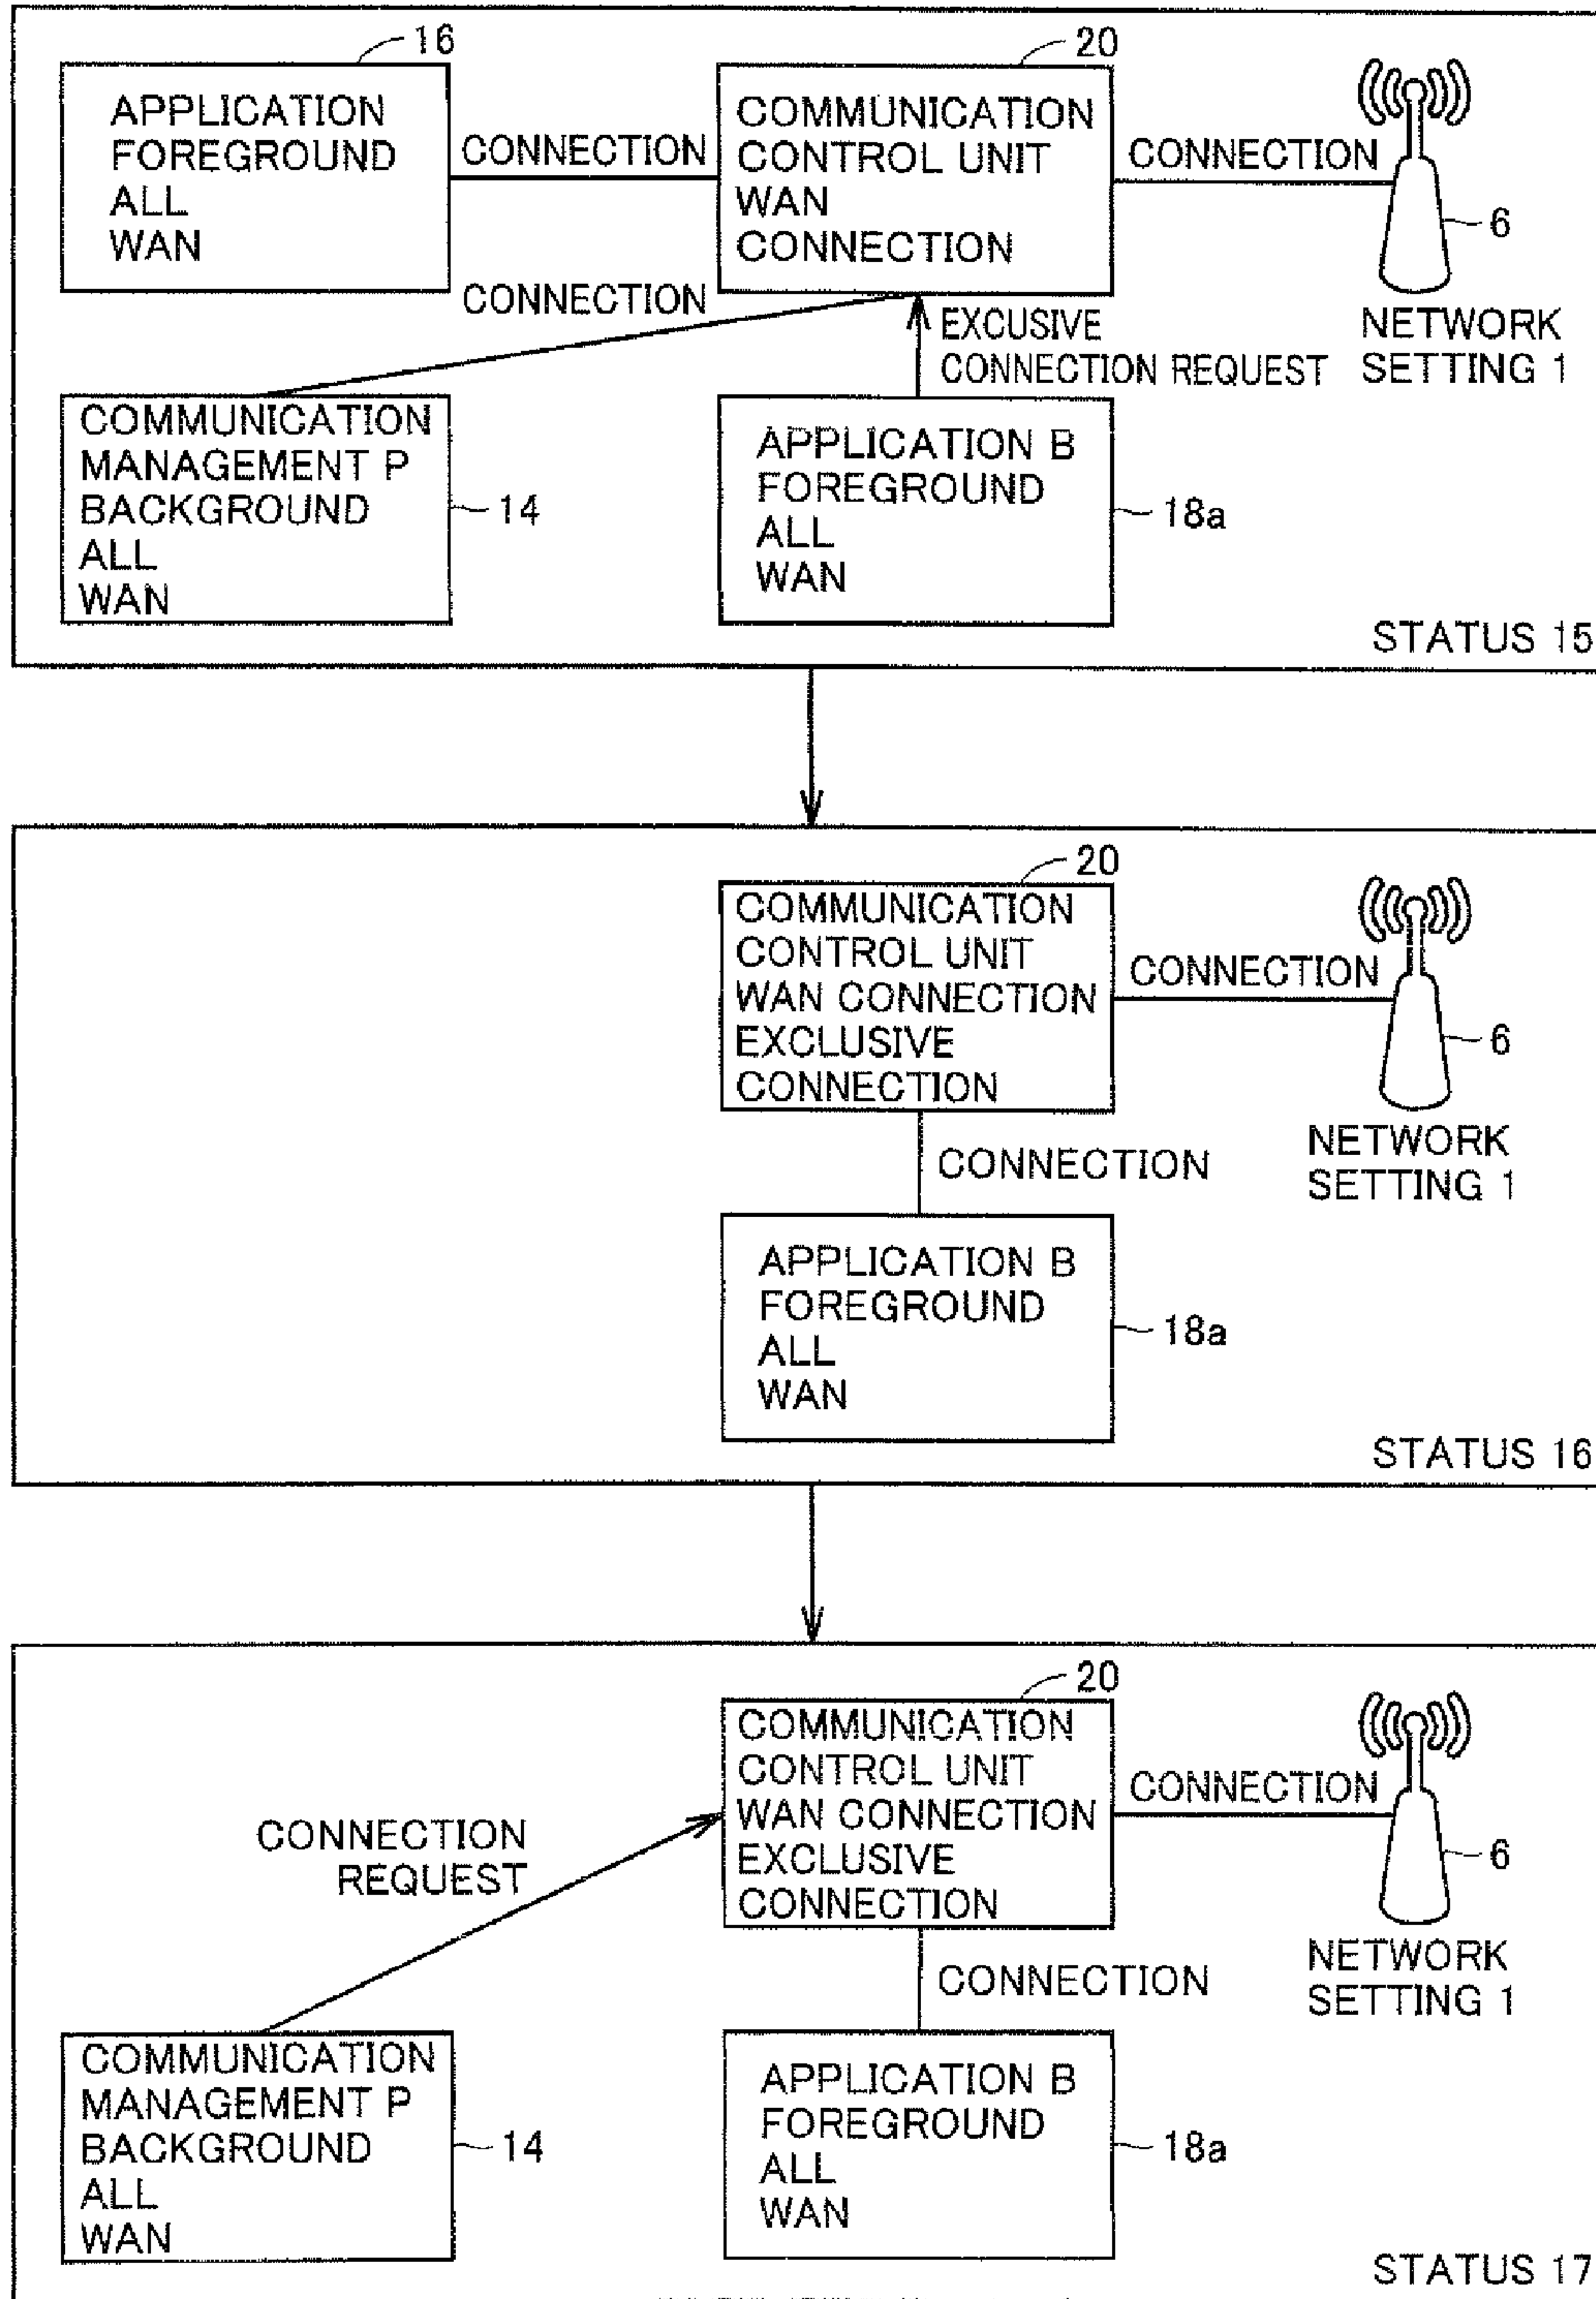 16
APPLICATION
FOREGROUND
ALL
WAN
CONNECTION
20
COMMUNICATION
CONTROL UNIT
WAN
CONNECTION
CONNECTION
6
NETWORK
SETTING 1
CONNECTION
EXCUSIVE
CONNECTION REQUEST
COMMUNICATION
MANAGEMENT P
BACKGROUND
ALL
WAN
14
APPLICATION B
FOREGROUND
ALL
WAN
18a
STATUS 15
20
COMMUNICATION
CONTROL UNIT
WAN CONNECTION
EXCLUSIVE
CONNECTION
CONNECTION
6
NETWORK
SETTING 1
CONNECTION
APPLICATION B
FOREGROUND
ALL
WAN
18a
STATUS 16
20
COMMUNICATION
CONTROL UNIT
WAN CONNECTION
EXCLUSIVE
CONNECTION
CONNECTION
6
NETWORK
SETTING 1
CONNECTION
REQUEST
CONNECTION
COMMUNICATION
MANAGEMENT P
BACKGROUND
ALL
WAN
14
APPLICATION B
FOREGROUND
ALL
WAN
18a
STATUS 17